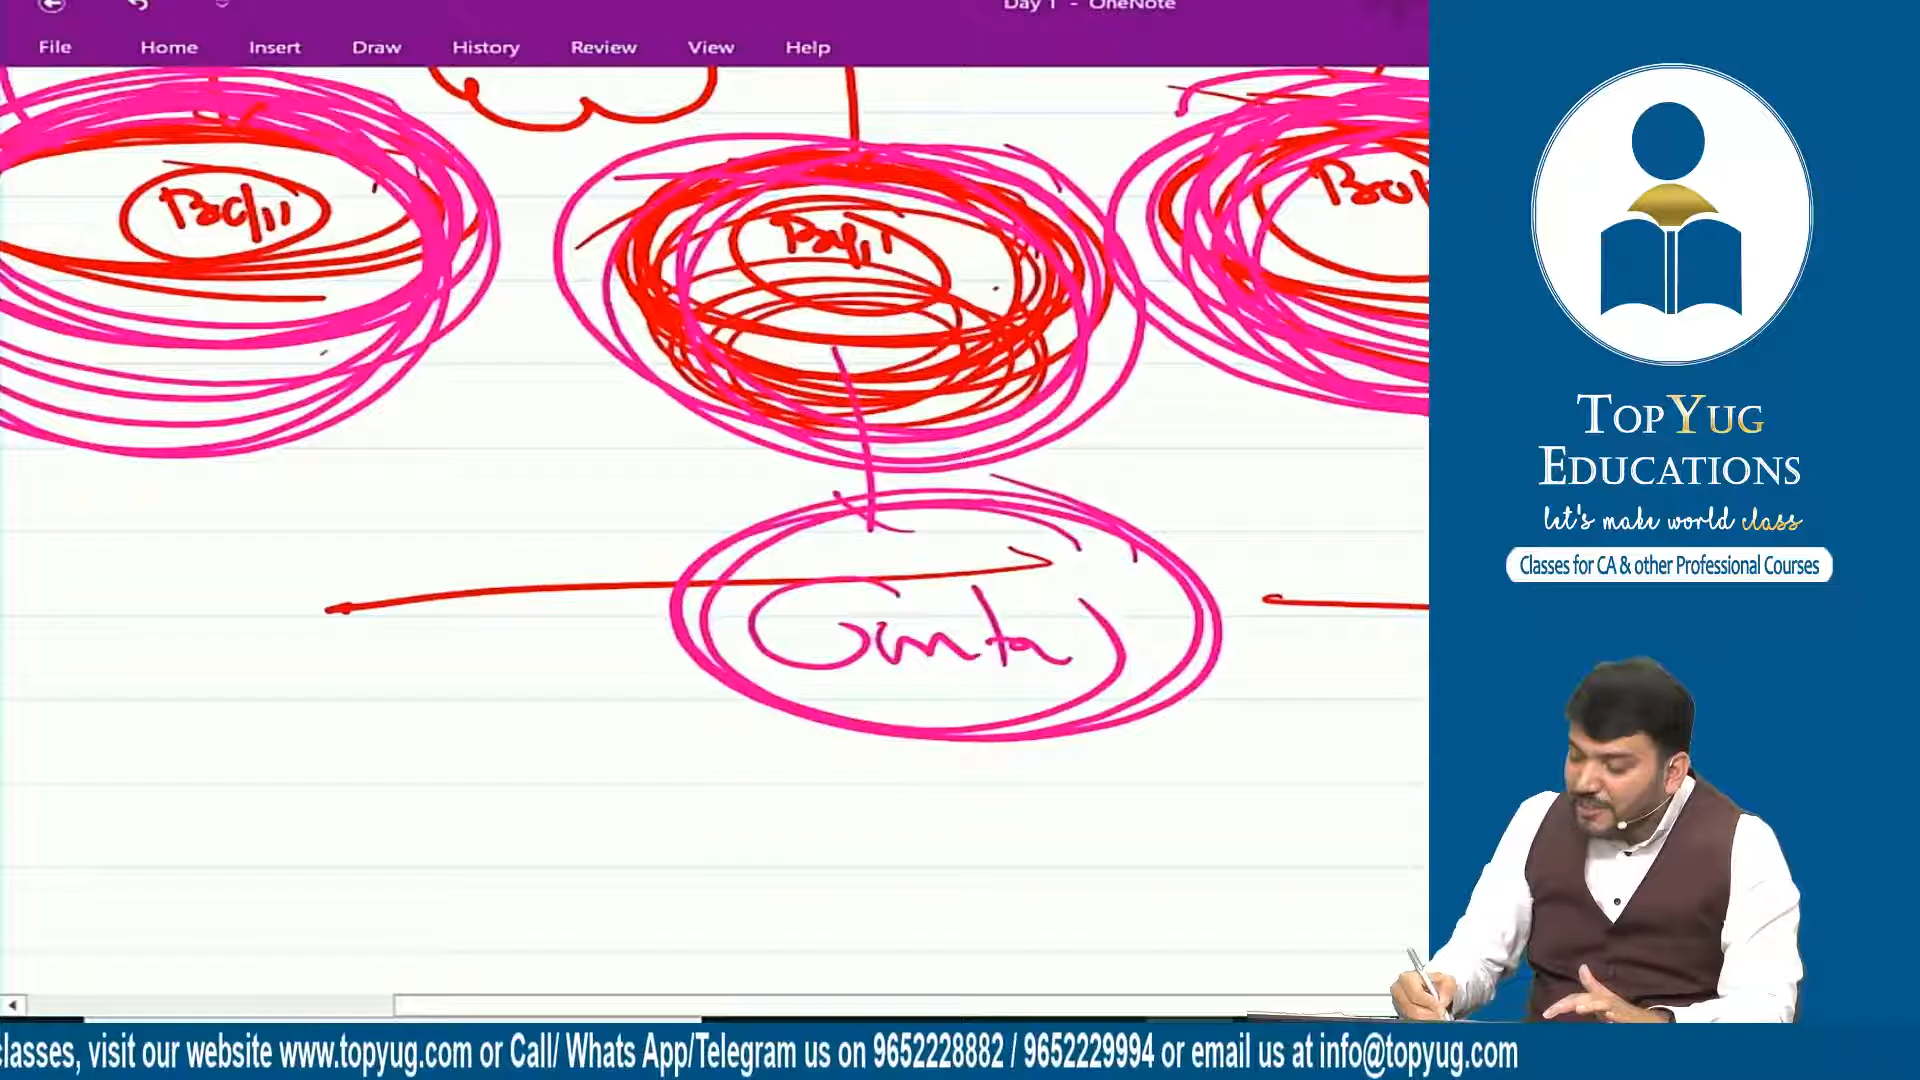 Day 1 - OneNote
File Home Insert Draw History Review View Help
TopYug
Educations
let's make world class
Classes for CA & other Professional Courses
classes, visit our website www.topyug.com or Call/ Whats App/Telegram us on 9652228882 / 9652229994 or email us at info@topyug.com